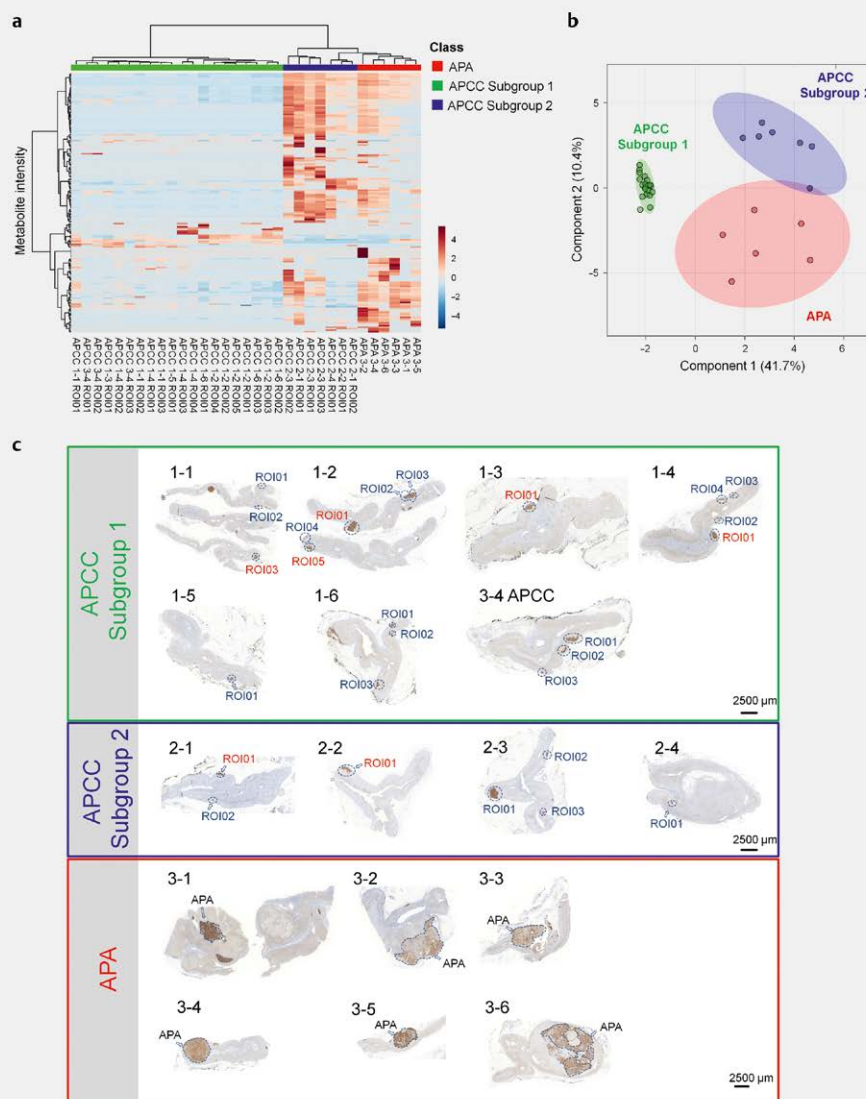 a
Class
APA
APCC Subgroup 1
APCC Subgroup 2
Metabolite intensity
4
2
0
−2
−4
APCC 1-1 ROI01
APCC 3-4 ROI01
APCC 3-4 ROI02
APCC 1-3 ROI01
APCC 1-1 ROI02
APCC 3-4 ROI03
APCC 1-1 ROI03
APCC 1-4 ROI01
APCC 1-5 ROI01
APCC 1-4 ROI03
APCC 1-4 ROI04
APCC 1-6 ROI01
APCC 1-2 ROI04
APCC 1-2 ROI02
APCC 1-2 ROI05
APCC 1-2 ROI01
APCC 1-6 ROI03
APCC 1-2 ROI03
APCC 1-6 ROI02
APCC 2-3 ROI02
APCC 2-1 ROI01
APCC 2-3 ROI01
APCC 2-3 ROI03
APCC 2-4 ROI01
APCC 2-2 ROI01
APCC 2-1 ROI02
APA 3-2
APA 3-4
APA 3-6
APA 3-3
APA 3-1
APA 3-5
b
APCC
Subgroup 2
APCC
Subgroup 1
APA
Component 2 (10.4%)
5
0
−5
−2
0
2
4
6
Component 1 (41.7%)
c
APCC
Subgroup 1
1-1
ROI01
ROI02
ROI03
1-2
ROI03
ROI02
ROI01
ROI04
ROI05
1-3
ROI01
1-4
ROI03
ROI04
ROI02
ROI01
1-5
ROI01
1-6
ROI01
ROI02
ROI03
3-4 APCC
ROI01
ROI02
ROI03
2500 µm
APCC
Subgroup 2
2-1
ROI01
ROI02
2-2
ROI01
2-3
ROI02
ROI01
ROI03
2-4
ROI01
2500 µm
APA
3-1
APA
3-2
APA
3-3
APA
3-4
APA
3-5
APA
3-6
APA
2500 µm